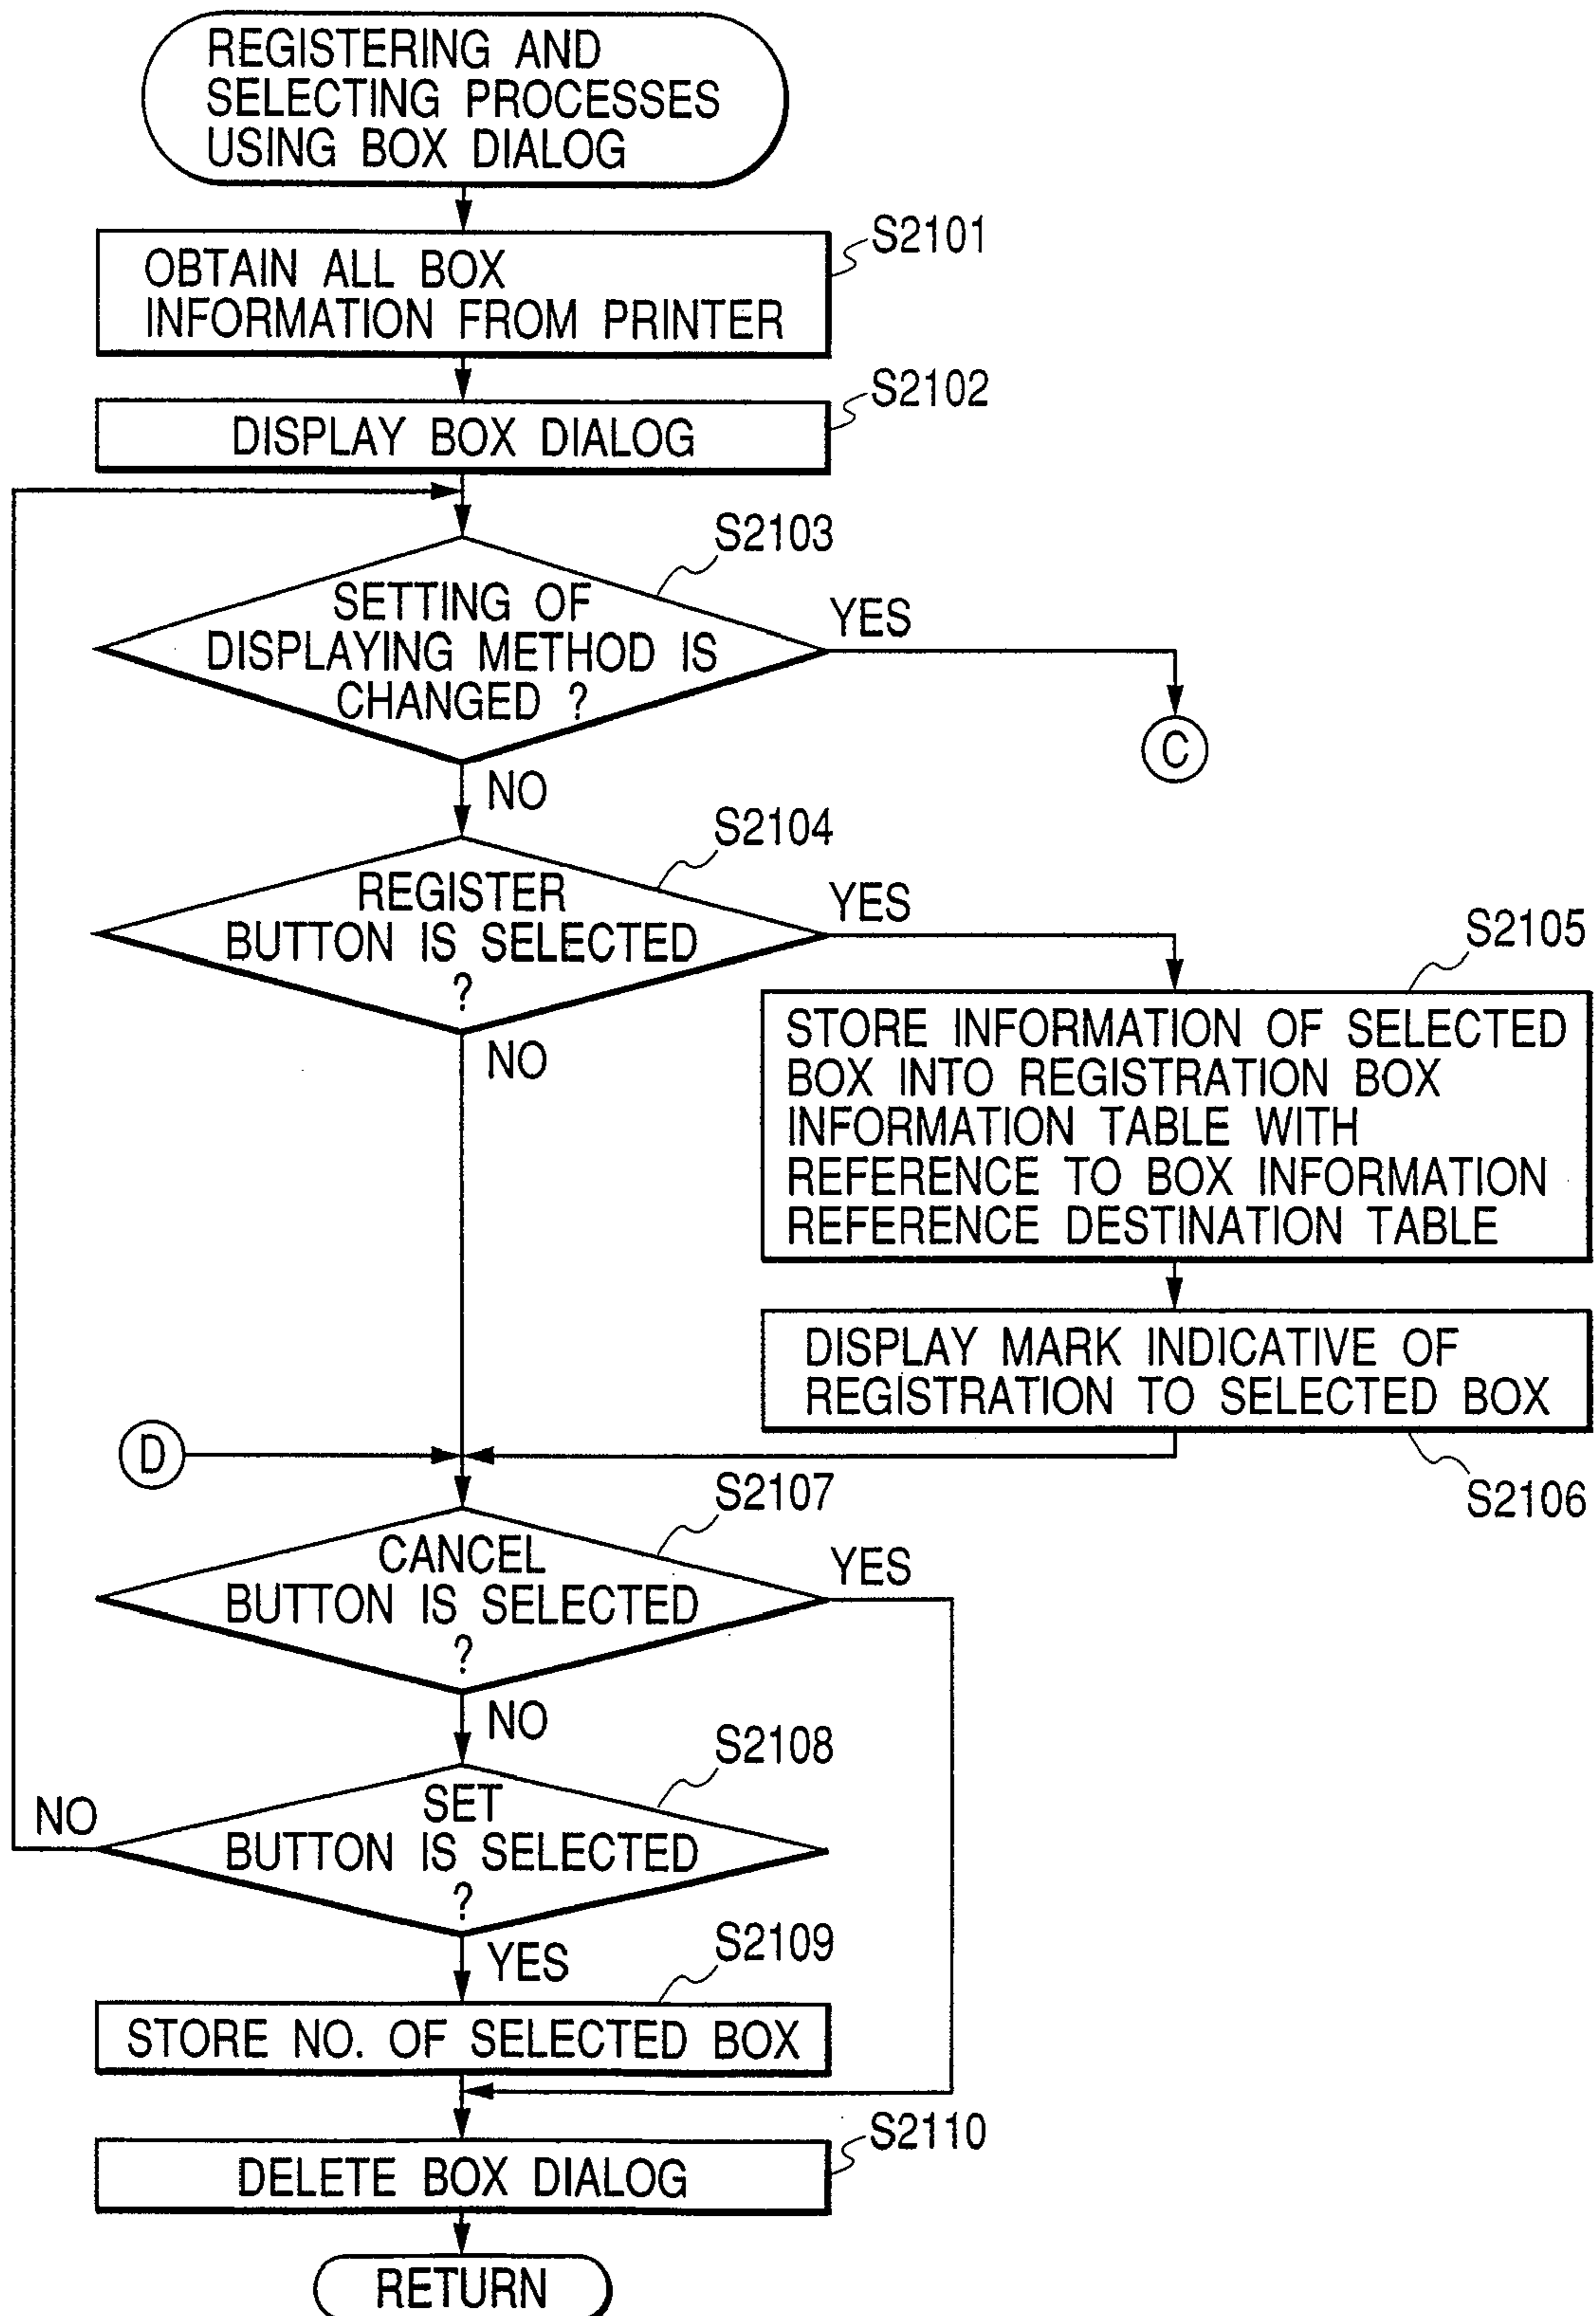 REGISTERING AND
SELECTING PROCESSES
USING BOX DIALOG
S2101
OBTAIN ALL BOX
INFORMATION FROM PRINTER
S2102
DISPLAY BOX DIALOG
S2103
SETTING OF
DISPLAYING METHOD IS
CHANGED ?
YES
C
NO
S2104
REGISTER
BUTTON IS SELECTED
?
YES
NO
S2105
STORE INFORMATION OF SELECTED
BOX INTO REGISTRATION BOX
INFORMATION TABLE WITH
REFERENCE TO BOX INFORMATION
REFERENCE DESTINATION TABLE
DISPLAY MARK INDICATIVE OF
REGISTRATION TO SELECTED BOX
S2106
D
S2107
CANCEL
BUTTON IS SELECTED
?
YES
NO
S2108
SET
BUTTON IS SELECTED
?
NO
YES
S2109
STORE NO. OF SELECTED BOX
S2110
DELETE BOX DIALOG
RETURN